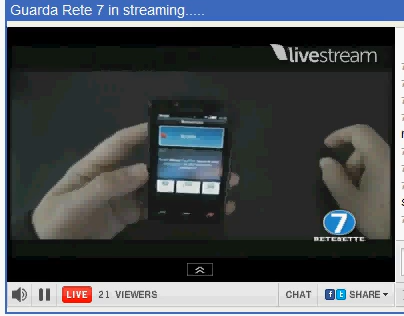 Guarda Rete 7 in streaming.....
livestream
7
RETESETTE
LIVE 21 VIEWERS CHAT f t SHARE